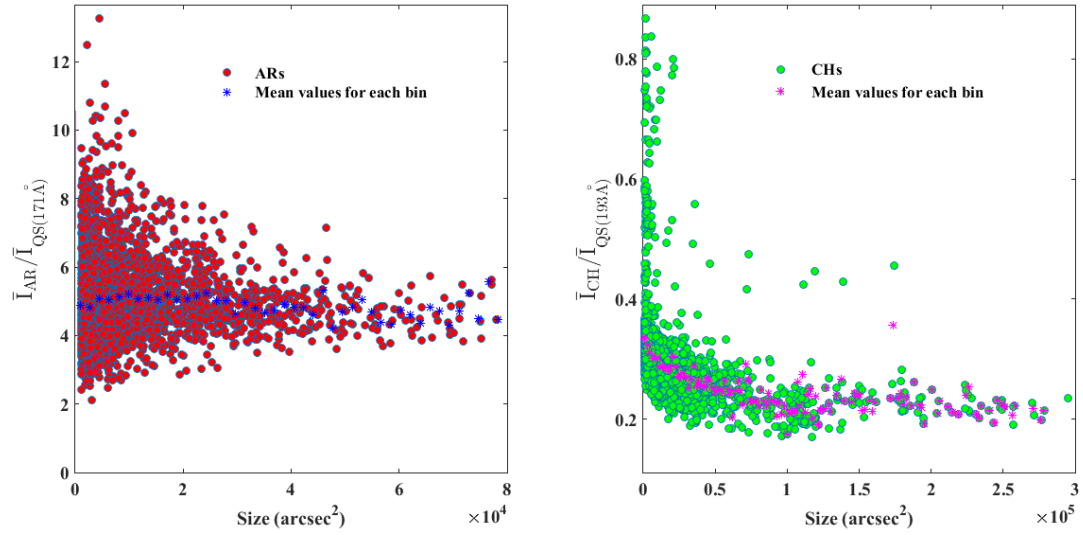 12
10
8
6
4
2
0
ARs
Mean values for each bin
Ī_AR/Ī_QS(171Å)
0 2 4 6 8
Size (arcsec²) ×10⁴
0.8
0.6
0.4
0.2
CHs
Mean values for each bin
Ī_CH/Ī_QS(193Å)
0 0.5 1 1.5 2 2.5 3
Size (arcsec²) ×10⁵